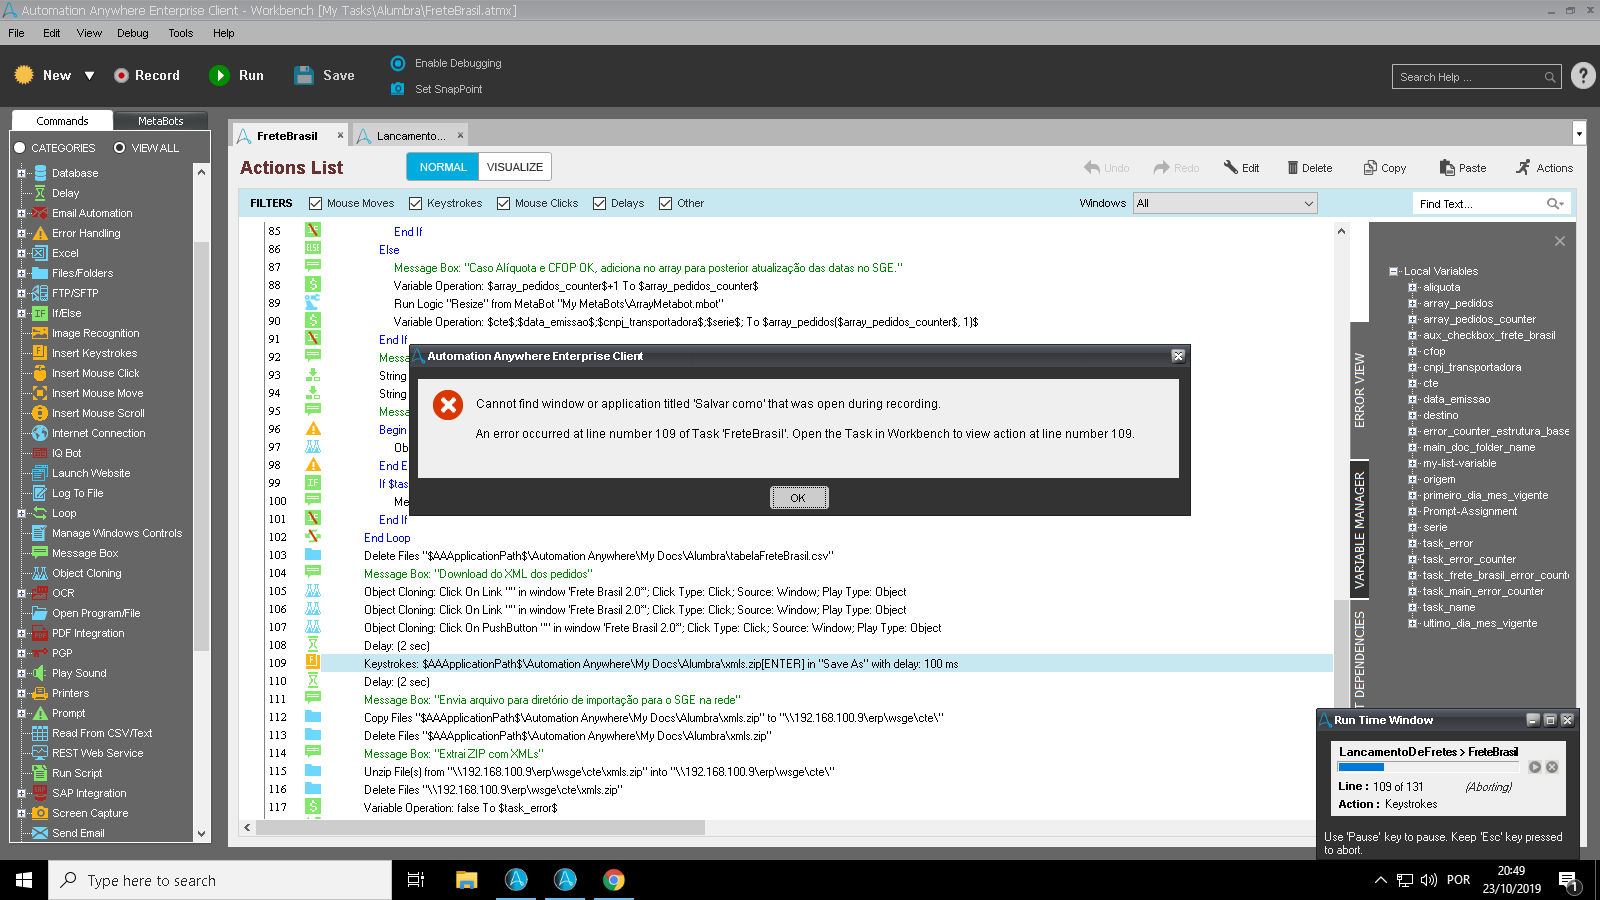 Automation Anywhere Enterprise Client - Workbench [My Tasks\Alumbra\FreteBrasil.atmx]
File Edit View Debug Tools Help
New Record Run Save
Enable Debugging
Set SnapPoint
Search Help ...
?
Commands MetaBots
CATEGORIES VIEW ALL
Database
Delay
Email Automation
Error Handling
Excel
Files/Folders
FTP/SFTP
If/Else
Image Recognition
Insert Keystrokes
Insert Mouse Click
Insert Mouse Move
Insert Mouse Scroll
Internet Connection
IQ Bot
Launch Website
Log To File
Loop
Manage Windows Controls
Message Box
Object Cloning
OCR
Open Program/File
PDF Integration
PGP
Play Sound
Printers
Prompt
Read From CSV/Text
REST Web Service
Run Script
SAP Integration
Screen Capture
Send Email
FreteBrasil Lancamento...
Actions List
NORMAL VISUALIZE
Undo Redo Edit Delete Copy Paste Actions
FILTERS Mouse Moves Keystrokes Mouse Clicks Delays Other
Windows All
Find Text...
85 End If
86 Else
87 Message Box: "Caso Alíquota e CFOP OK, adiciona no array para posterior atualização das datas no SGE."
88 Variable Operation: $array_pedidos_counter$+1 To $array_pedidos_counter$
89 Run Logic "Resize" from MetaBot "My MetaBots\ArrayMetabot.mbot"
90 Variable Operation: $cte$;$data_emissao$;$cnpj_transportadora$;$serie$; To $array_pedidos($array_pedidos_counter$, 1)$
91 End If
92 Messa
93 String
94 String
95 Messa
96 Begin
97 Ob
98 End E
99 If $tas
100 Me
101 End If
102 End Loop
103 Delete Files "$AAApplicationPath$\Automation Anywhere\My Docs\Alumbra\tabelaFreteBrasil.csv"
104 Message Box: "Download do XML dos pedidos"
105 Object Cloning: Click On Link "" in window 'Frete Brasil 2.0"'; Click Type: Click; Source: Window; Play Type: Object
106 Object Cloning: Click On Link "" in window 'Frete Brasil 2.0"'; Click Type: Click; Source: Window; Play Type: Object
107 Object Cloning: Click On PushButton "" in window 'Frete Brasil 2.0"'; Click Type: Click; Source: Window; Play Type: Object
108 Delay: (2 sec)
109 Keystrokes: $AAApplicationPath$\Automation Anywhere\My Docs\Alumbra\xmls.zip[ENTER] in "Save As" with delay: 100 ms
110 Delay: (2 sec)
111 Message Box: "Envia arquivo para diretório de importação para o SGE na rede"
112 Copy Files "$AAApplicationPath$\Automation Anywhere\My Docs\Alumbra\xmls.zip" to "\\192.168.100.9\erp\wsge\cte\"
113 Delete Files "$AAApplicationPath$\Automation Anywhere\My Docs\Alumbra\xmls.zip"
114 Message Box: "Extrai ZIP com XMLs"
115 Unzip File(s) from "\\192.168.100.9\erp\wsge\cte\xmls.zip" into "\\192.168.100.9\erp\wsge\cte\"
116 Delete Files "\\192.168.100.9\erp\wsge\cte\xmls.zip"
117 Variable Operation: false To $task_error$
Automation Anywhere Enterprise Client
Cannot find window or application titled 'Salvar como' that was open during recording.
An error occurred at line number 109 of Task 'FreteBrasil'. Open the Task in Workbench to view action at line number 109.
OK
ERROR VIEW
VARIABLE MANAGER
T DEPENDENCIES
Local Variables
aliquota
array_pedidos
array_pedidos_counter
aux_checkbox_frete_brasil
cfop
cnpj_transportadora
cte
data_emissao
destino
error_counter_estrutura_base
main_doc_folder_name
my-list-variable
origem
primeiro_dia_mes_vigente
Prompt-Assignment
serie
task_error
task_error_counter
task_frete_brasil_error_counte
task_main_error_counter
task_name
ultimo_dia_mes_vigente
Run Time Window
LancamentoDeFretes > FreteBrasil
Line : 109 of 131 (Aborting)
Action : Keystrokes
Use 'Pause' key to pause. Keep 'Esc' key pressed
to abort.
Type here to search
POR
20:49
23/10/2019
1